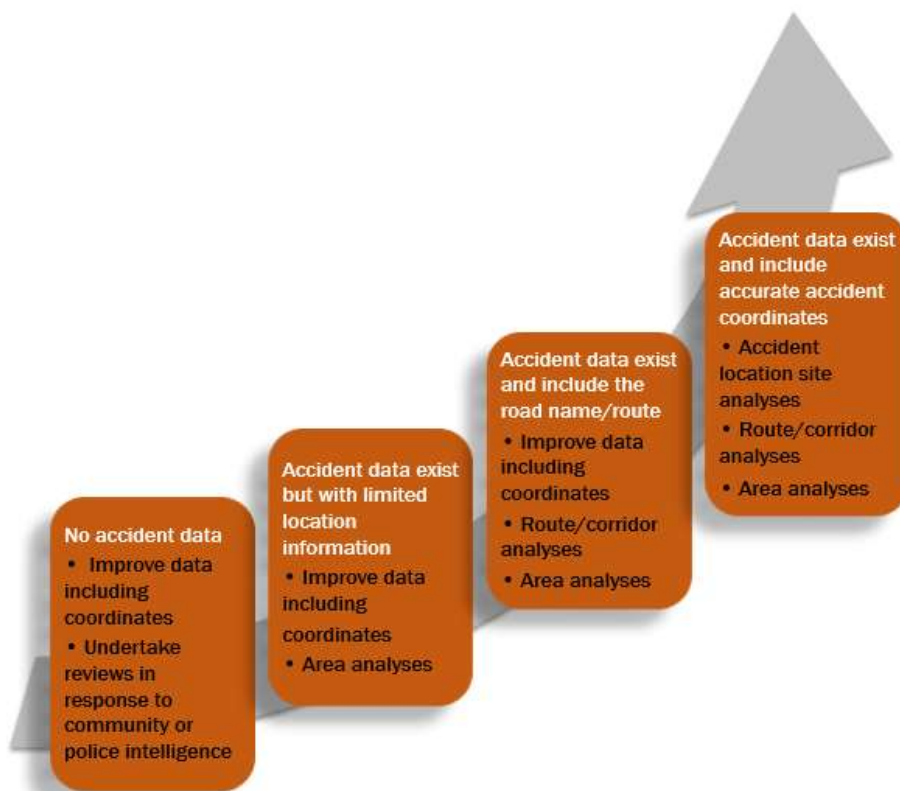 No accident data
• Improve data
including
coordinates
• Undertake
reviews in
response to
community or
police intelligence
Accident data exist
but with limited
location
information
• Improve data
including
coordinates
• Area analyses
Accident data exist
and include the
road name/route
• Improve data
including
coordinates
• Route/corridor
analyses
• Area analyses
Accident data exist
and include
accurate accident
coordinates
• Accident
location site
analyses
• Route/corridor
analyses
• Area analyses